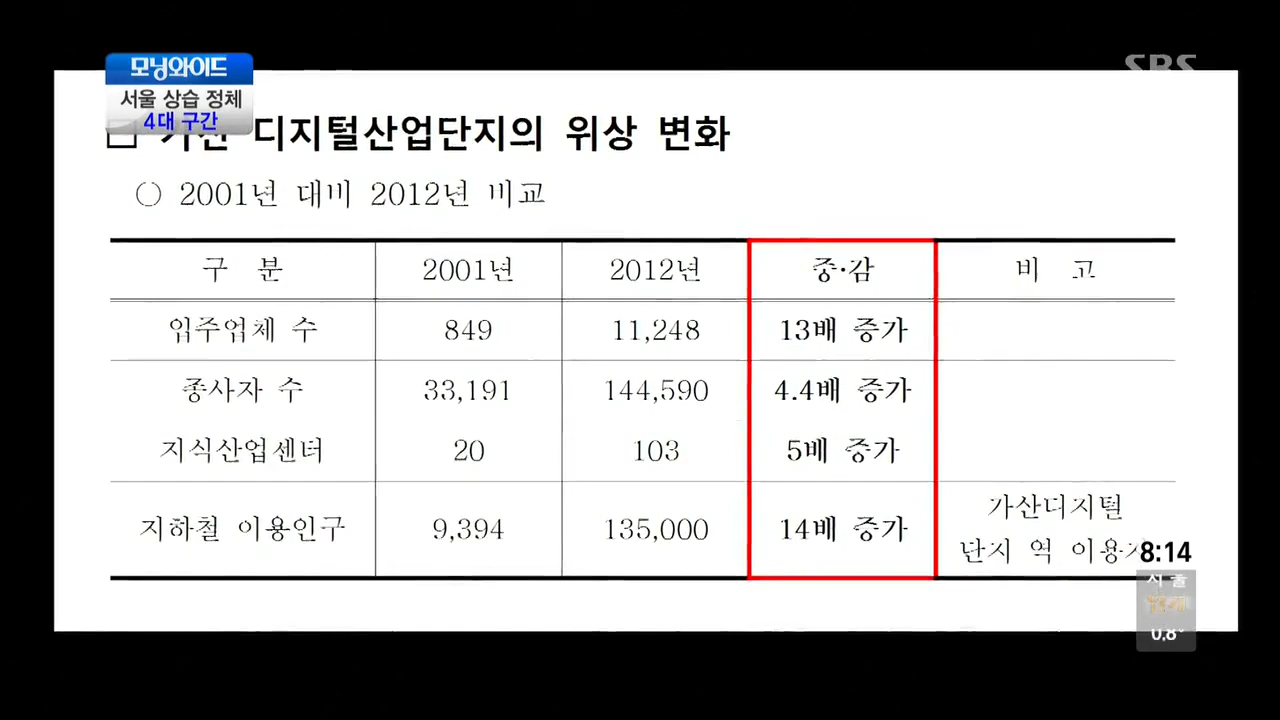 모닝와이드
SBS
서울 상습 정체
4대 구간
□ 가산 디지털산업단지의 위상 변화
○ 2001년 대비 2012년 비교
구 분 2001년 2012년 증·감 비 고
입주업체 수 849 11,248 13배 증가
종사자 수 33,191 144,590 4.4배 증가
지식산업센터 20 103 5배 증가
지하철 이용인구 9,394 135,000 14배 증가 가산디지털
단지 역 이용
8:14
서울
0.8˚